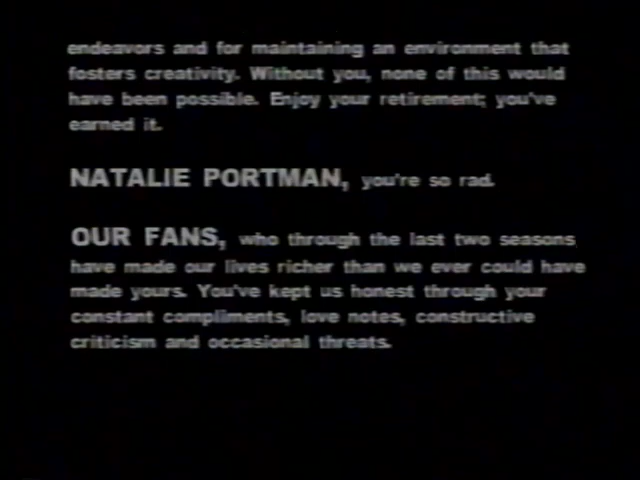 endeavors and for maintaining an environment that
fosters creativity. Without you, none of this would
have been possible. Enjoy your retirement; you've
earned it.
NATALIE PORTMAN, you're so rad.
OUR FANS, who through the last two seasons
have made our lives richer than we ever could have
made yours. You've kept us honest through your
constant compliments, love notes, constructive
criticism and occasional threats.